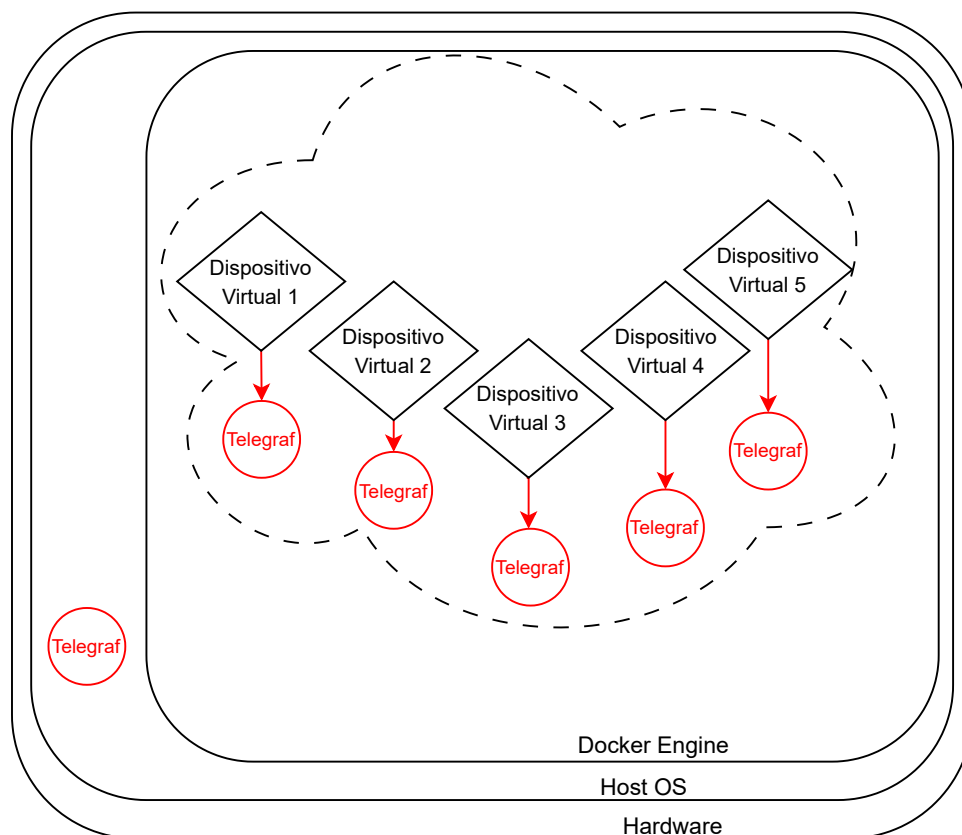 Dispositivo
Virtual 1
Dispositivo
Virtual 2
Dispositivo
Virtual 3
Dispositivo
Virtual 4
Dispositivo
Virtual 5
Telegraf
Telegraf
Telegraf
Telegraf
Telegraf
Telegraf
Docker Engine
Host OS
Hardware